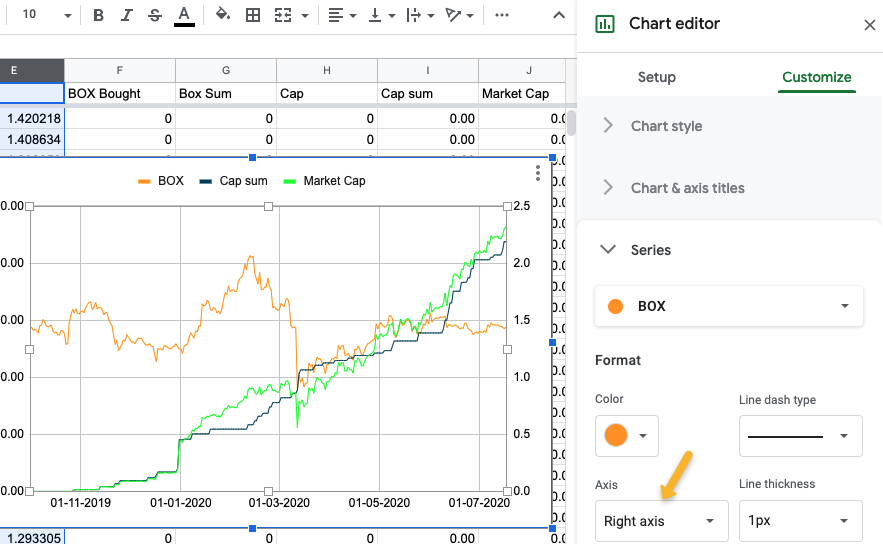 10 B I S A
Chart editor
E F G H I J
Setup Customize
BOX Bought Box Sum Cap Cap sum Market Cap
1.420218 0 0 0 0.00 0.0
1.408634 0 0 0 0.00 0.0
Chart style
BOX Cap sum Market Cap
Chart & axis titles
0.00 2.5
0.00 2.0
0.00 1.5
0.00 1.0
0.00 0.5
0.00 0.0
01-11-2019 01-01-2020 01-03-2020 01-05-2020 01-07-2020
1.293305 0 0 0 0.00 0.0
Series
BOX
Format
Color Line dash type
Axis Line thickness
Right axis 1px